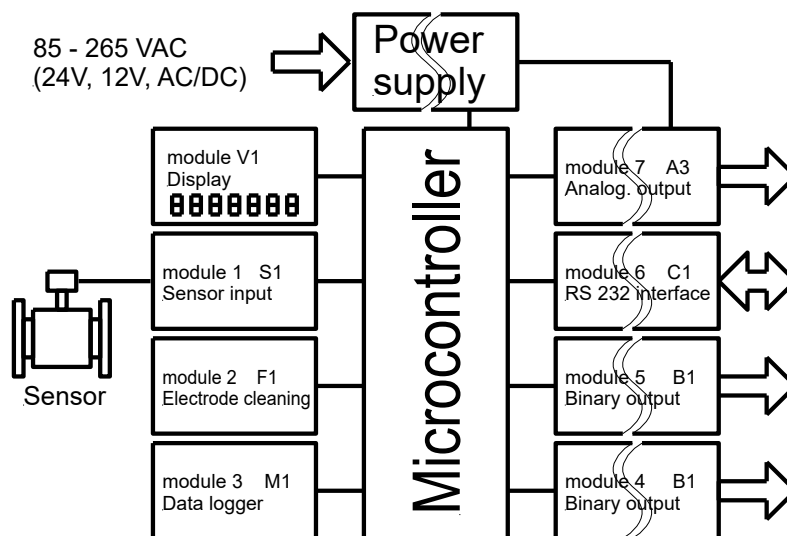 85 - 265 VAC
(24V, 12V, AC/DC)
Power
supply
module V1
Display
8888888
module 1 S1
Sensor input
Sensor
module 2 F1
Electrode cleaning
module 3 M1
Data logger
Microcontroller
module 7 A3
Analog. output
module 6 C1
RS 232 interface
module 5 B1
Binary output
module 4 B1
Binary output